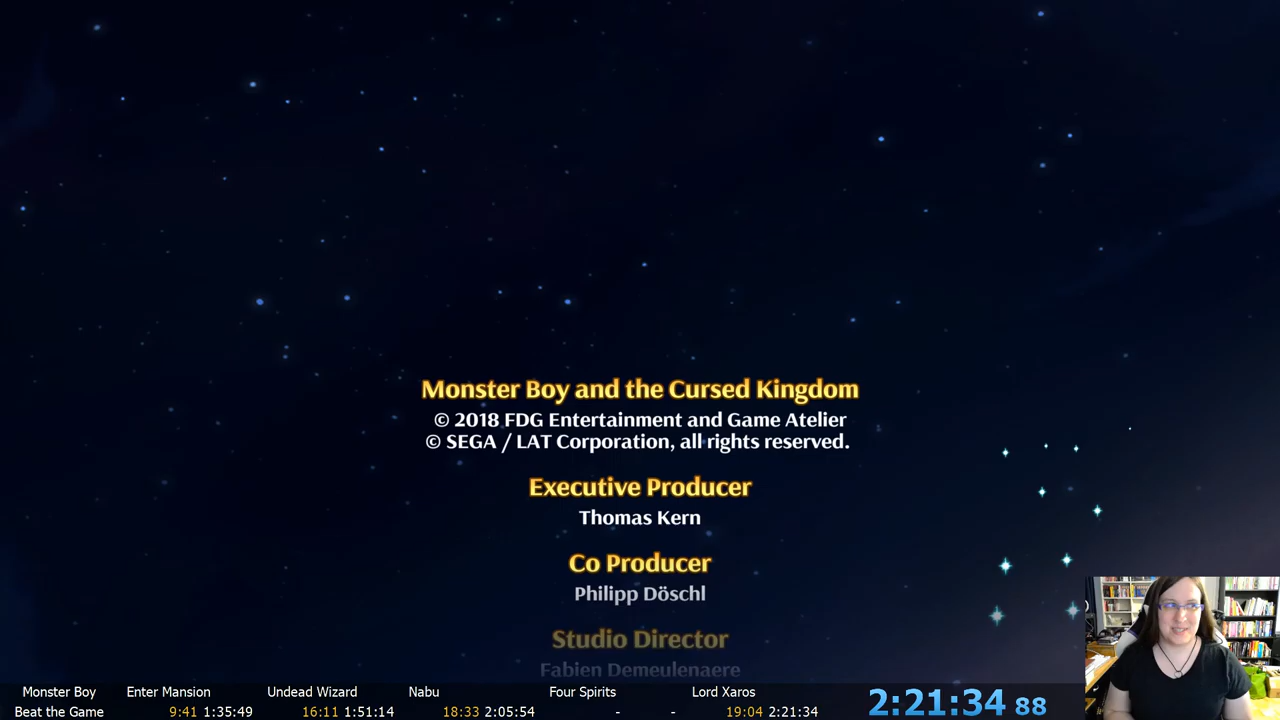 Monster Boy and the Cursed Kingdom
© 2018 FDG Entertainment and Game Atelier
© SEGA / LAT Corporation, all rights reserved.
Executive Producer
Thomas Kern
Co Producer
Philipp Döschl
Studio Director
Fabien Demeulenaere
Monster Boy Enter Mansion Undead Wizard Nabu Four Spirits Lord Xaros
Beat the Game 9:41 1:35:49 16:11 1:51:14 18:33 2:05:54 - - 19:04 2:21:34
2:21:34 88